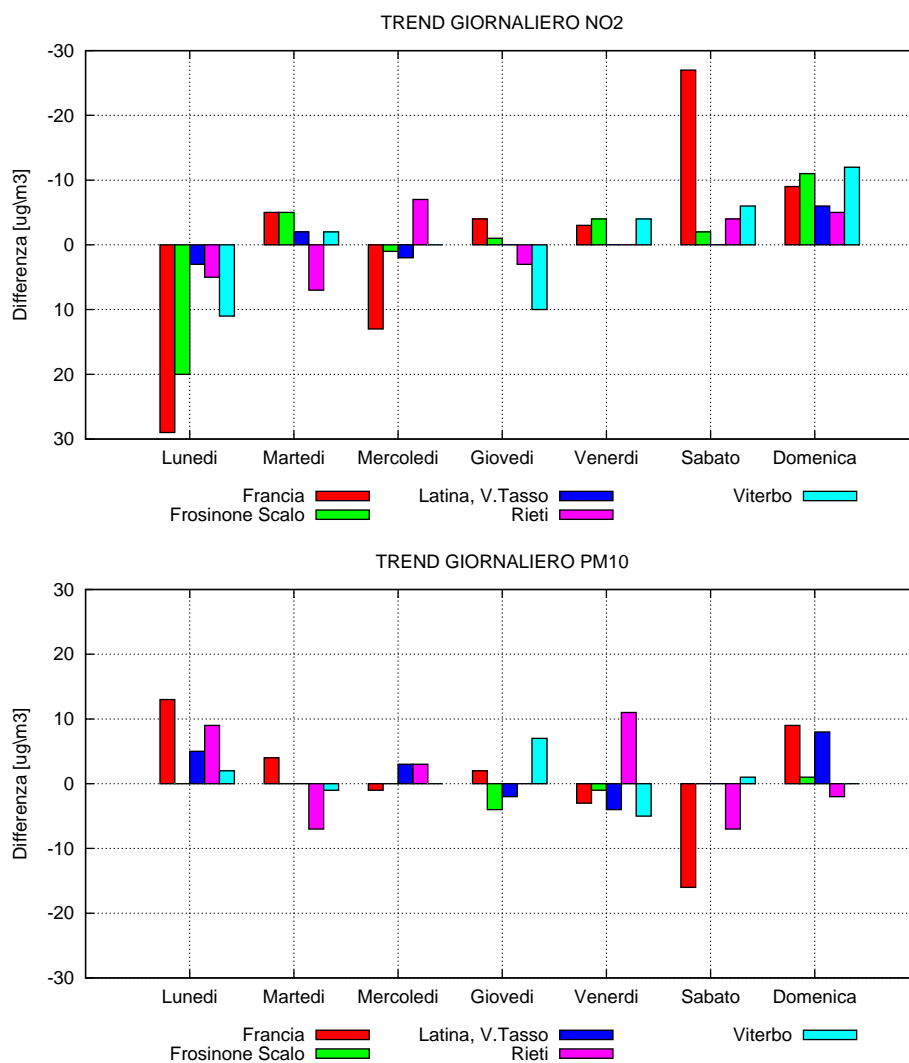 TREND GIORNALIERO NO2
-30
-20
-10
0
10
20
30
Differenza [ug\m3]
Lunedi Martedi Mercoledi Giovedi Venerdi Sabato Domenica
Francia Latina, V.Tasso Viterbo
Frosinone Scalo Rieti
TREND GIORNALIERO PM10
30
20
10
0
-10
-20
-30
Differenza [ug\m3]
Lunedi Martedi Mercoledi Giovedi Venerdi Sabato Domenica
Francia Latina, V.Tasso Viterbo
Frosinone Scalo Rieti